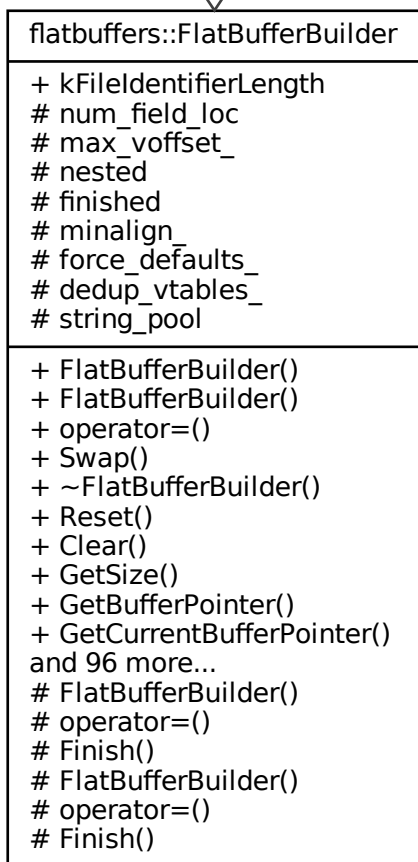 flatbuffers::FlatBufferBuilder
+ kFileIdentifierLength
# num_field_loc
# max_voffset_
# nested
# finished
# minalign_
# force_defaults_
# dedup_vtables_
# string_pool
+ FlatBufferBuilder()
+ FlatBufferBuilder()
+ operator=()
+ Swap()
+ ~FlatBufferBuilder()
+ Reset()
+ Clear()
+ GetSize()
+ GetBufferPointer()
+ GetCurrentBufferPointer()
and 96 more...
# FlatBufferBuilder()
# operator=()
# Finish()
# FlatBufferBuilder()
# operator=()
# Finish()